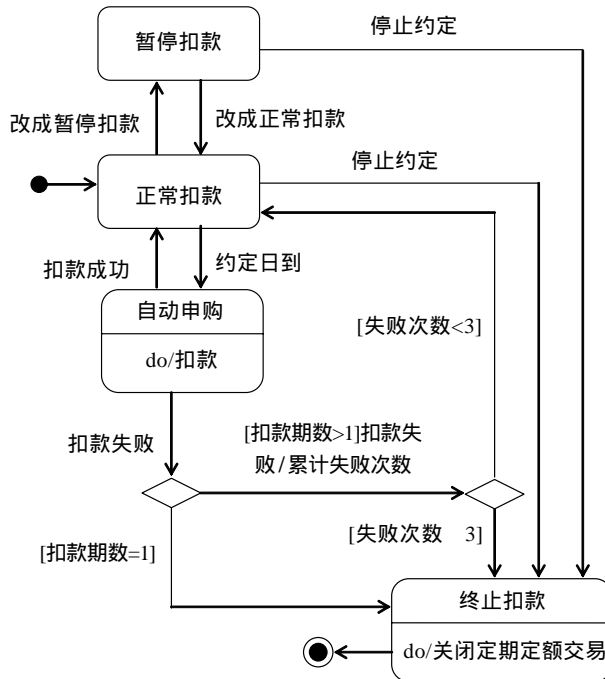 暂停扣款
停止约定
改成暂停扣款
改成正常扣款
停止约定
正常扣款
扣款成功
约定日到
自动申购
do/扣款
[失败次数<3]
扣款失败
[扣款期数>1]扣款失
败/累计失败次数
[扣款期数=1]
[失败次数 3]
终止扣款
do/关闭定期定额交易